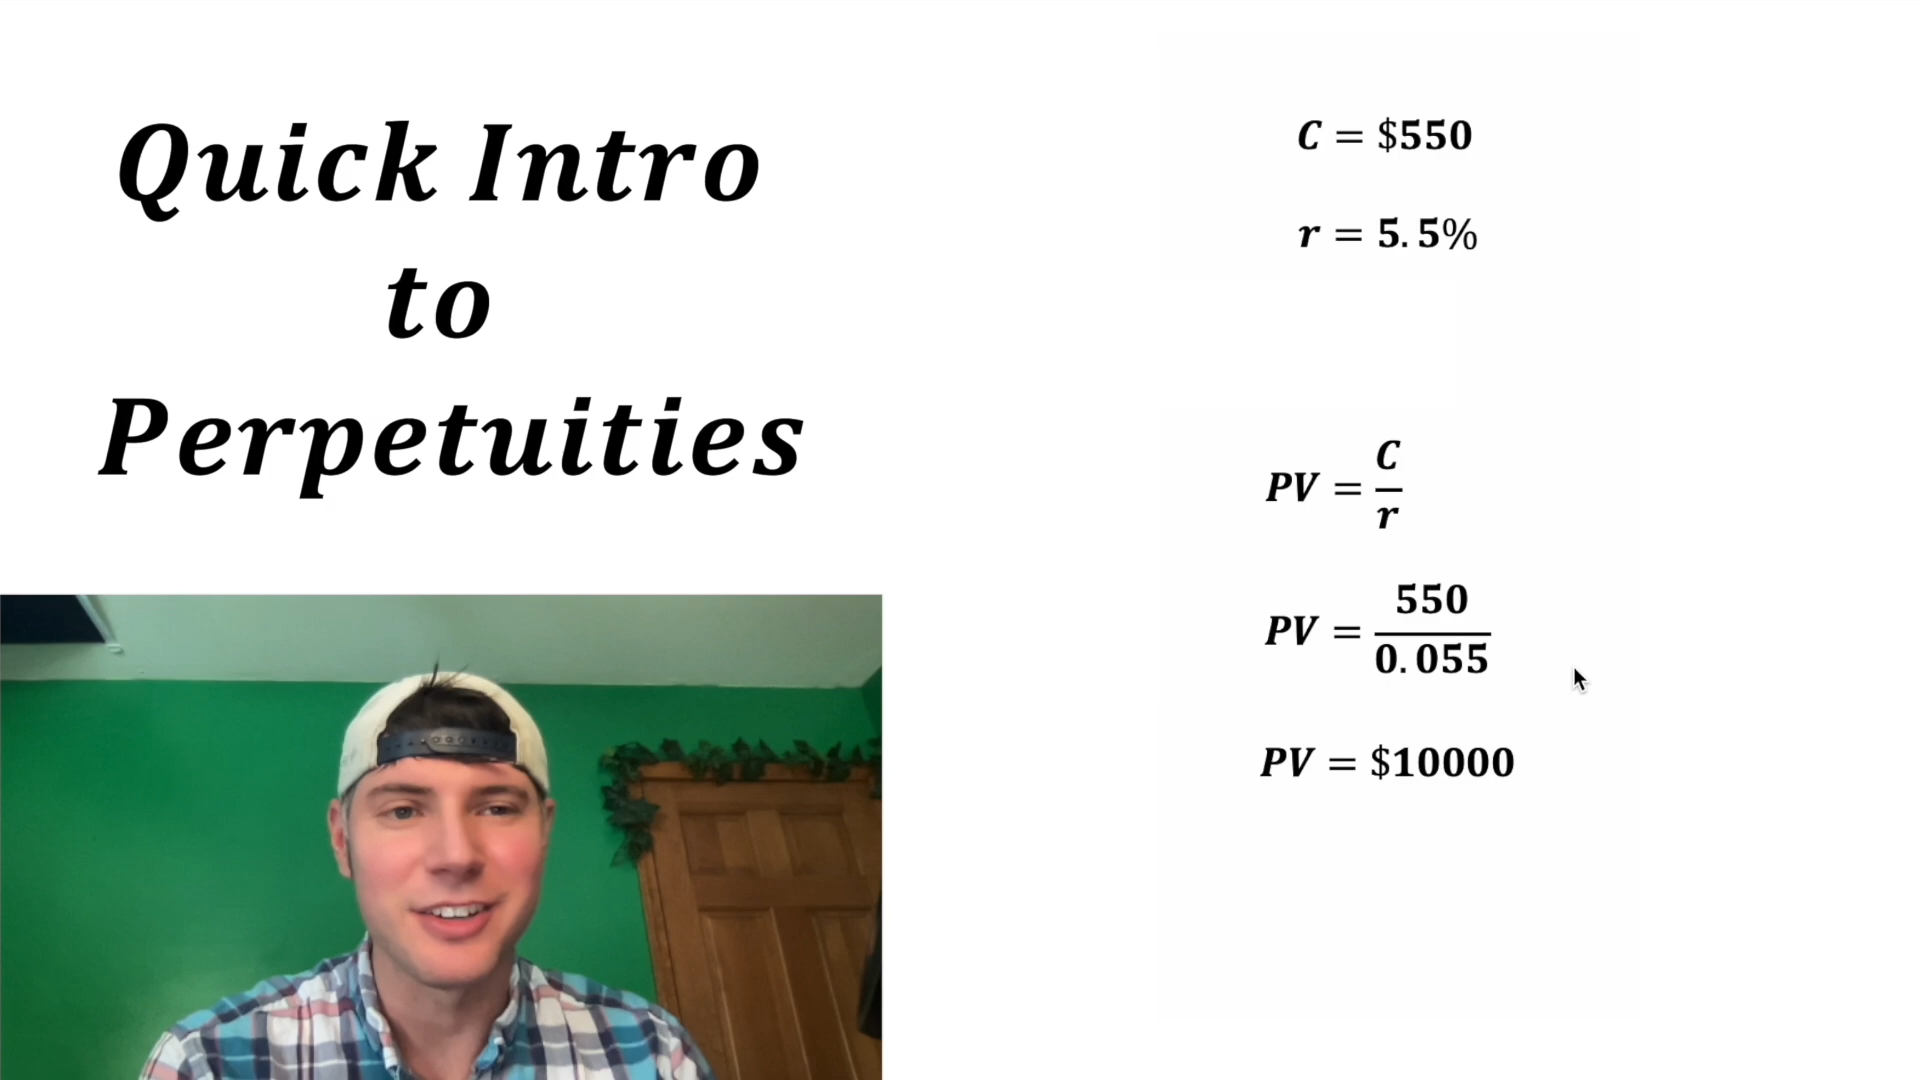 Quick Intro
to
Perpetuities
C = $550
r = 5.5%
PV = C/r
PV = 550/0.055
PV = $10000